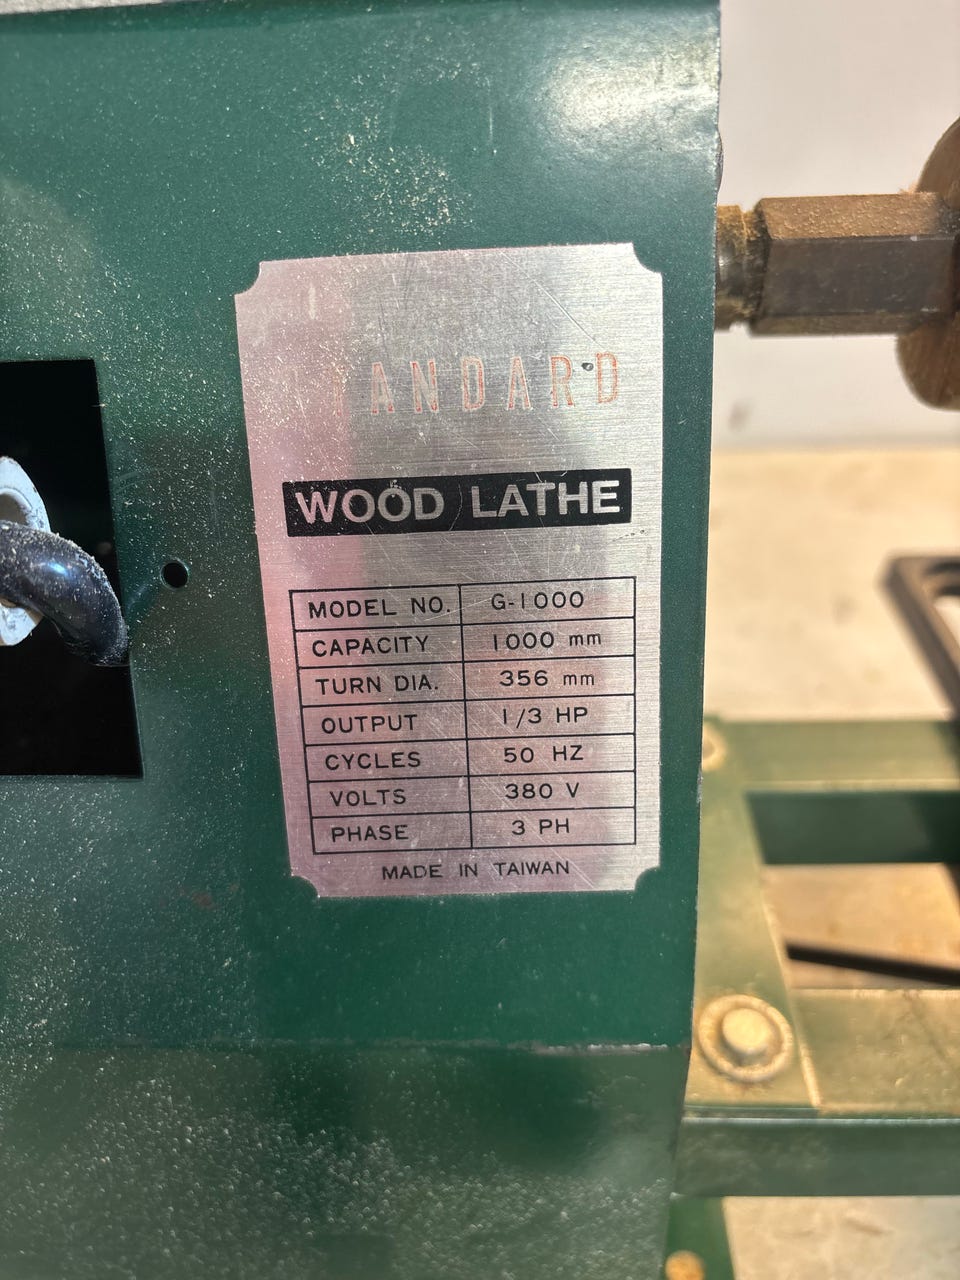 STANDARD
WOOD LATHE
MODEL NO. G-1000
CAPACITY 1000 mm
TURN DIA. 356 mm
OUTPUT 1/3 HP
CYCLES 50 HZ
VOLTS 380 V
PHASE 3 PH
MADE IN TAIWAN